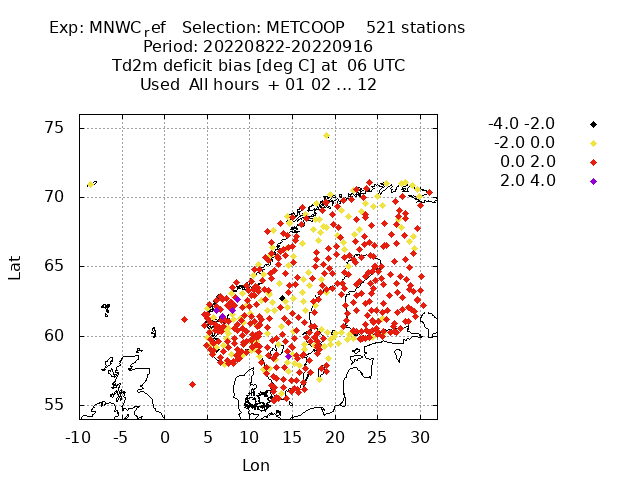 Exp: MNWCref   Selection: METCOOP    521 stations
Period: 20220822-20220916
Td2m deficit bias [deg C] at  06 UTC
Used  All hours  + 01 02 ... 12
-4.0 -2.0
-2.0 0.0
0.0 2.0
2.0 4.0
75
70
65
60
55
Lat
-10 -5 0 5 10 15 20 25 30
Lon